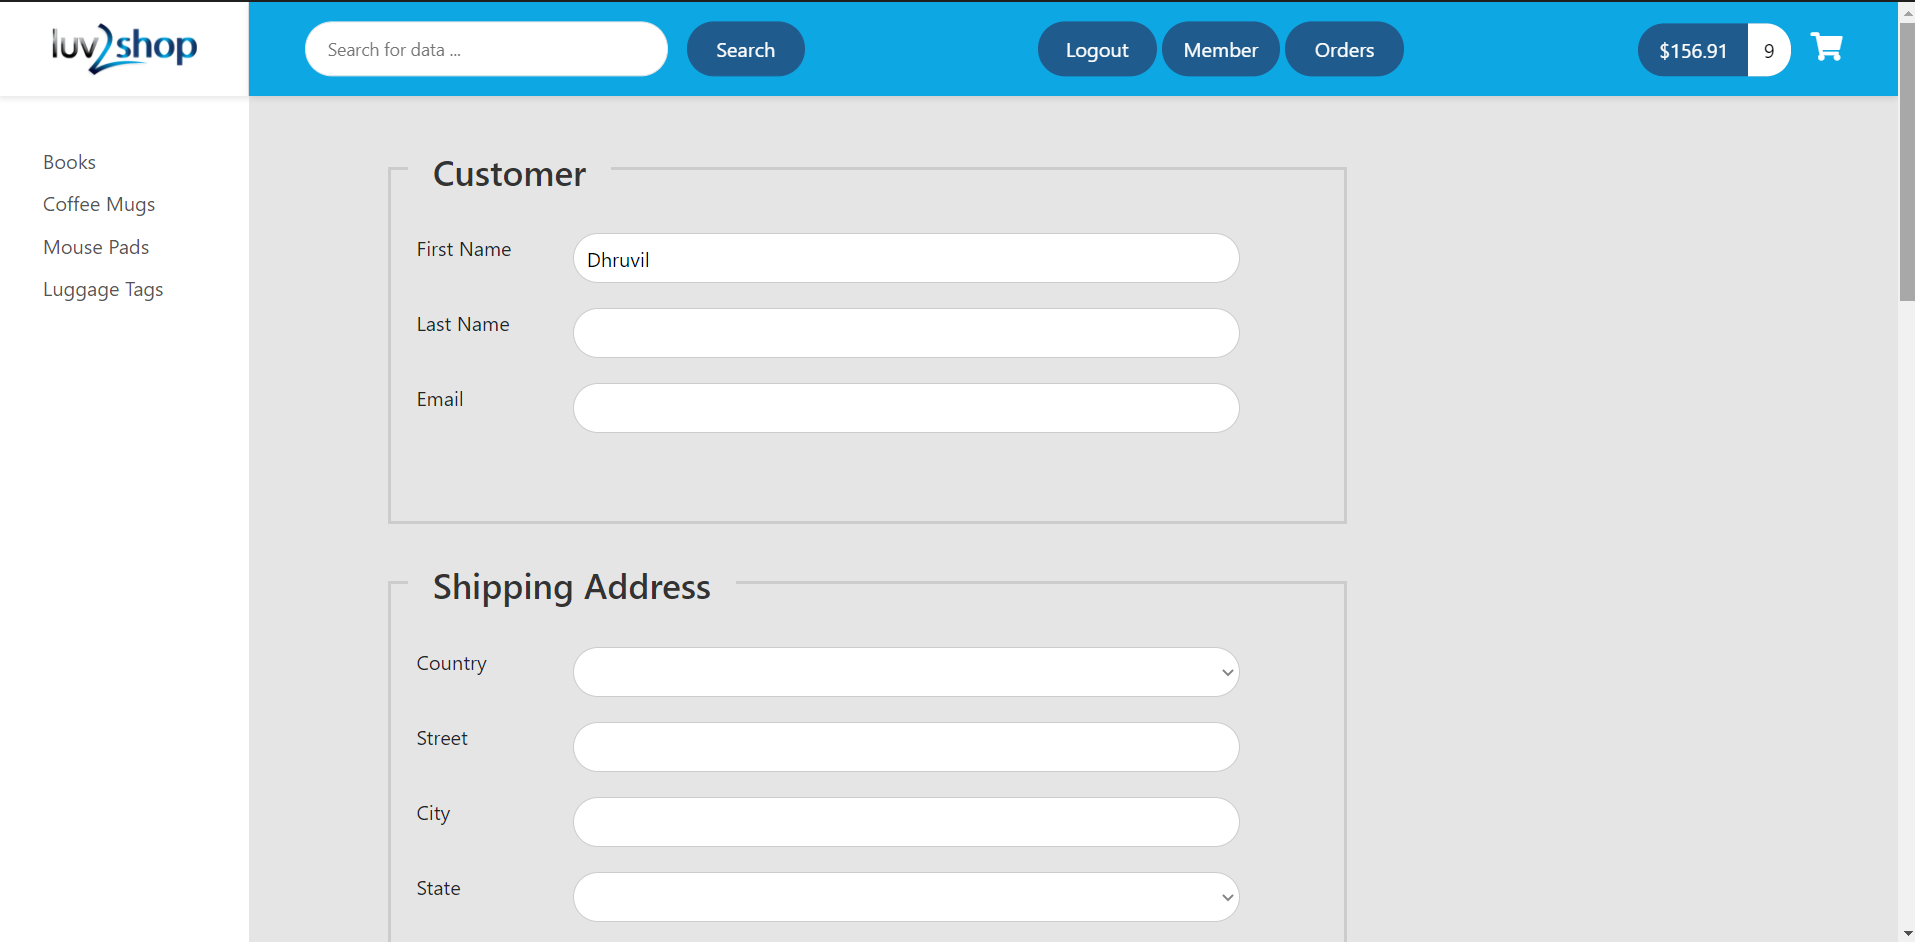 luv2shop
Search for data ...
Search
Logout
Member
Orders
$156.91
9
Books
Coffee Mugs
Mouse Pads
Luggage Tags
Customer
First Name
Dhruvil
Last Name
Email
Shipping Address
Country
Street
City
State